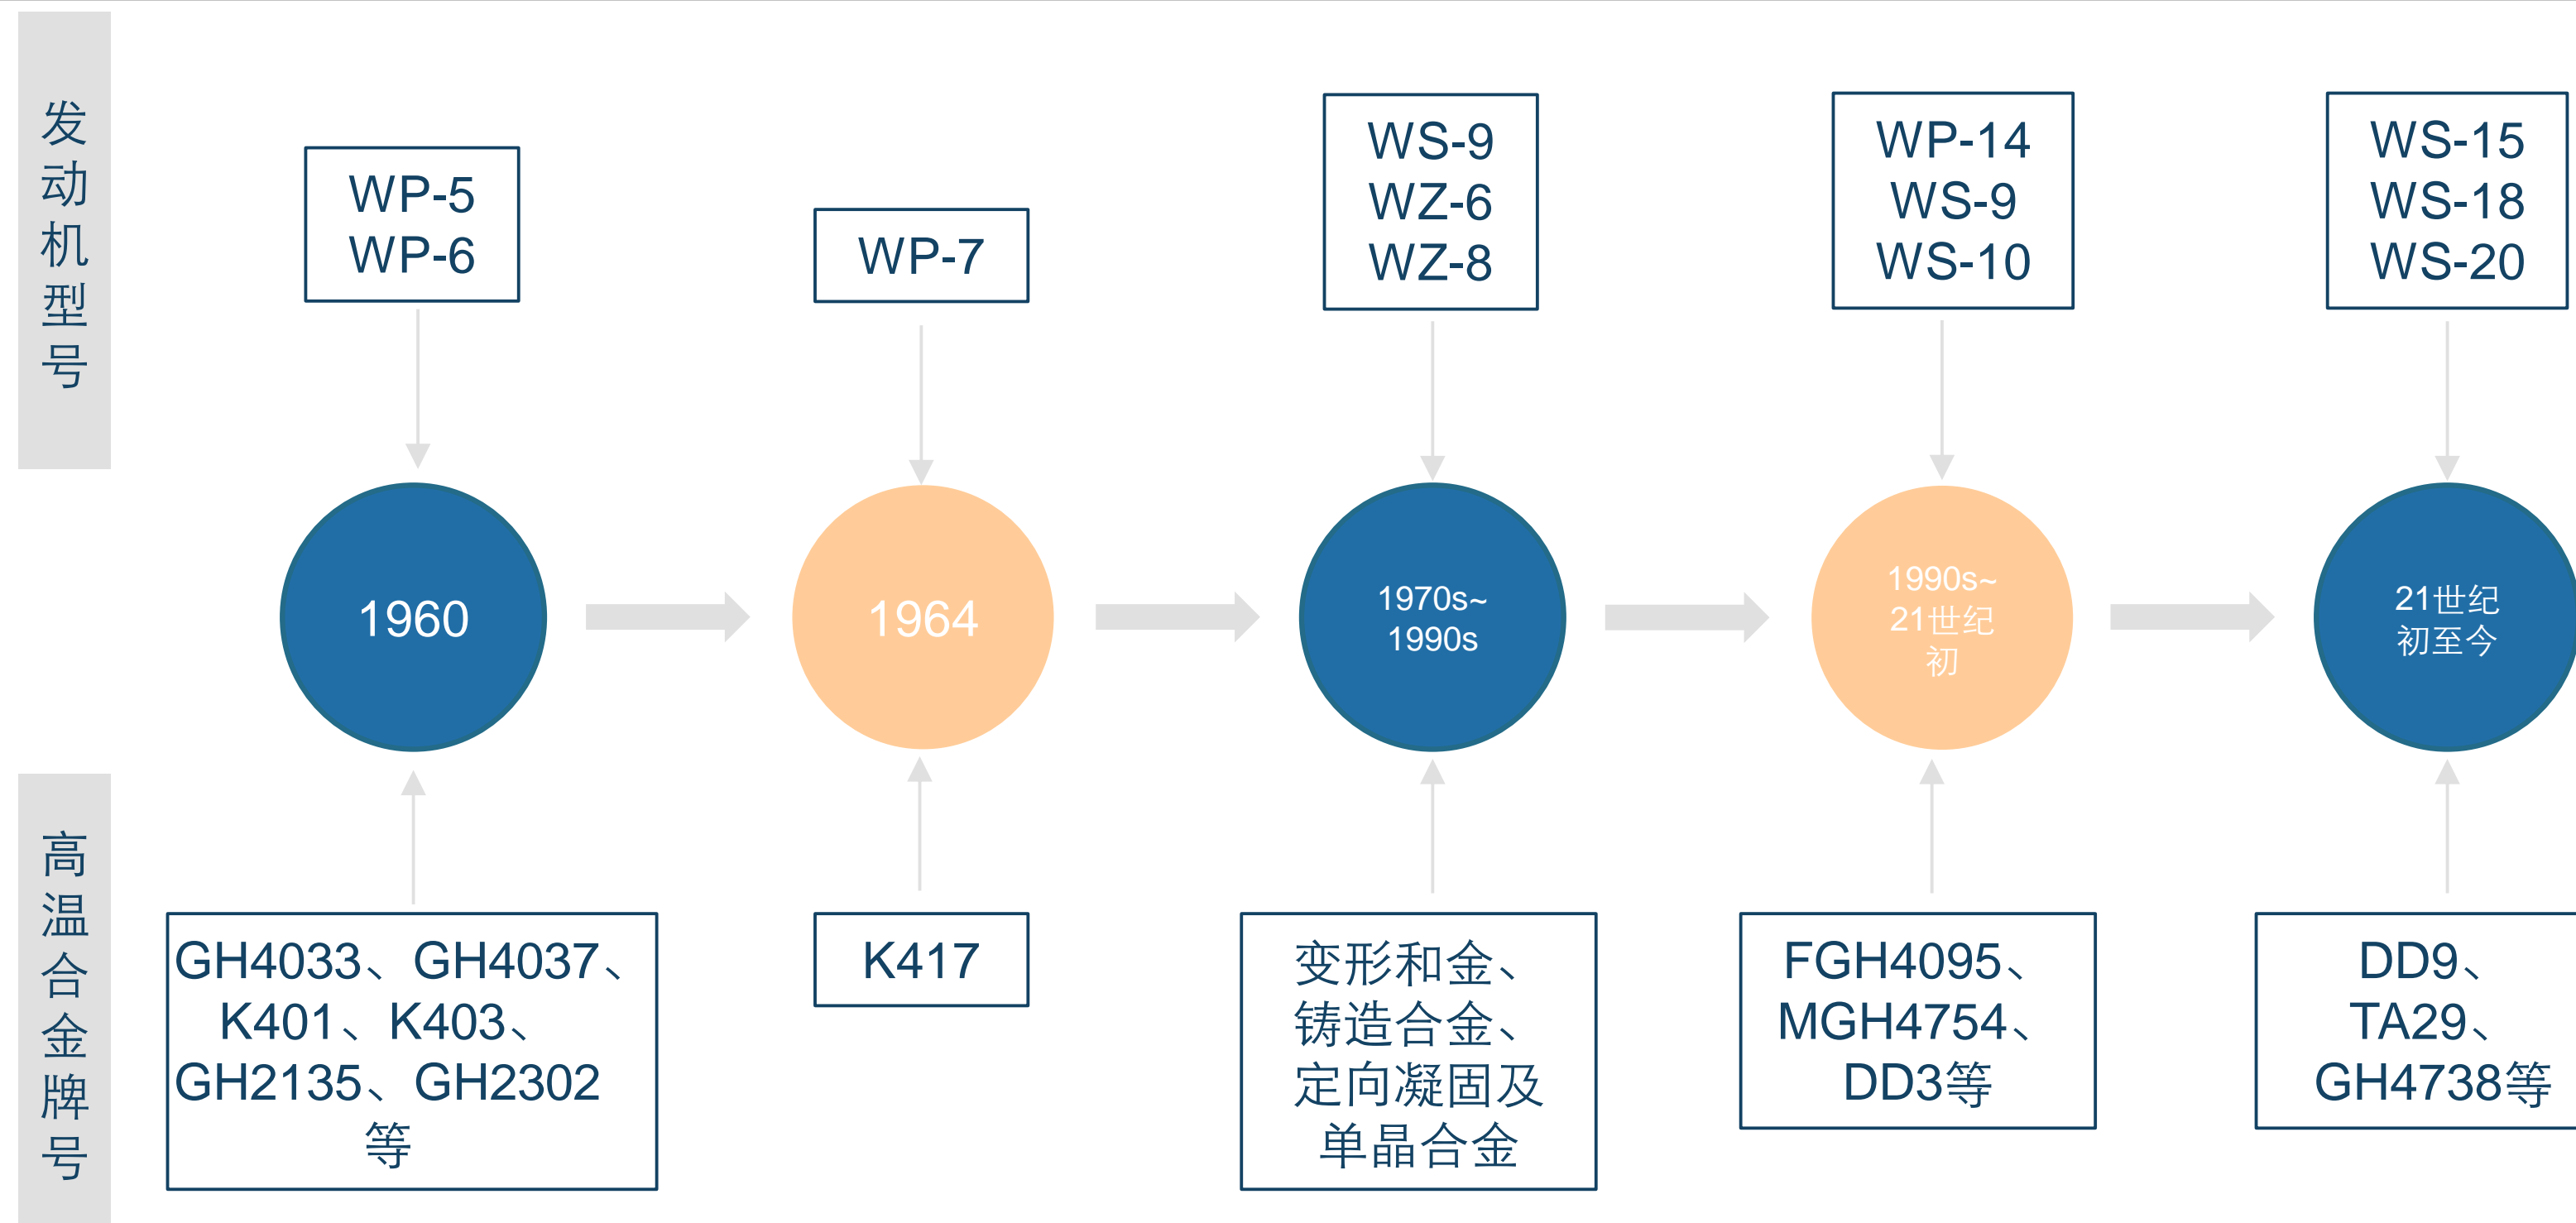 发动机型号
WP-5
WP-6
WP-7
WS-9
WZ-6
WZ-8
WP-14
WS-9
WS-10
WS-15
WS-18
WS-20
1960
1964
1970s~
1990s
1990s~
21世纪
初
21世纪
初至今
高温合金牌号
GH4033、GH4037、
K401、K403、
GH2135、GH2302
等
K417
变形和金、
铸造合金、
定向凝固及
单晶合金
FGH4095、
MGH4754、
DD3等
DD9、
TA29、
GH4738等